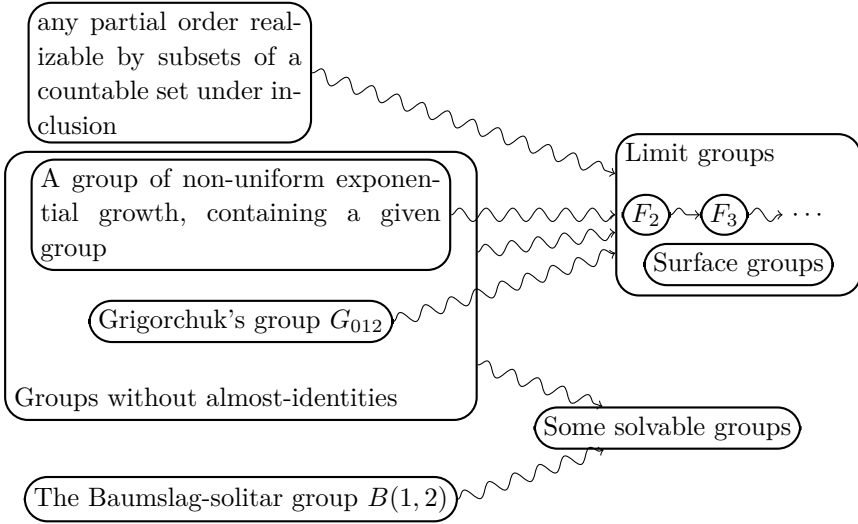 any partial order real-
izable by subsets of a
countable set under in-
clusion
Limit groups
A group of non-uniform exponen-
tial growth, containing a given
group
F₂ F₃ ⋯
Surface groups
Grigorchuk's group G₀₁₂
Groups without almost-identities
Some solvable groups
The Baumslag-solitar group B(1, 2)